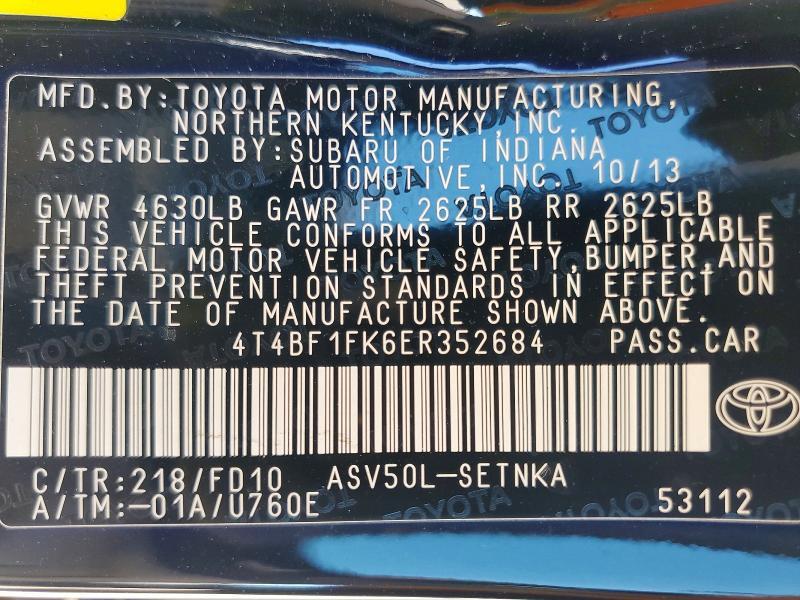 MFD.BY:TOYOTA MOTOR MANUFACTURING,
NORTHERN KENTUCKY,INC.
ASSEMBLED BY:SUBARU OF INDIANA
AUTOMOTIVE,INC. 10/13
GVWR 4630LB GAWR FR 2625LB RR 2625LB
THIS VEHICLE CONFORMS TO ALL APPLICABLE
FEDERAL MOTOR VEHICLE SAFETY,BUMPER,AND
THEFT PREVENTION STANDARDS IN EFFECT ON
THE DATE OF MANUFACTURE SHOWN ABOVE.
4T4BF1FK6ER352684 PASS.CAR
C/TR:218/FD10 ASV50L-SETNKA
A/TM:-01A/U760E 53112